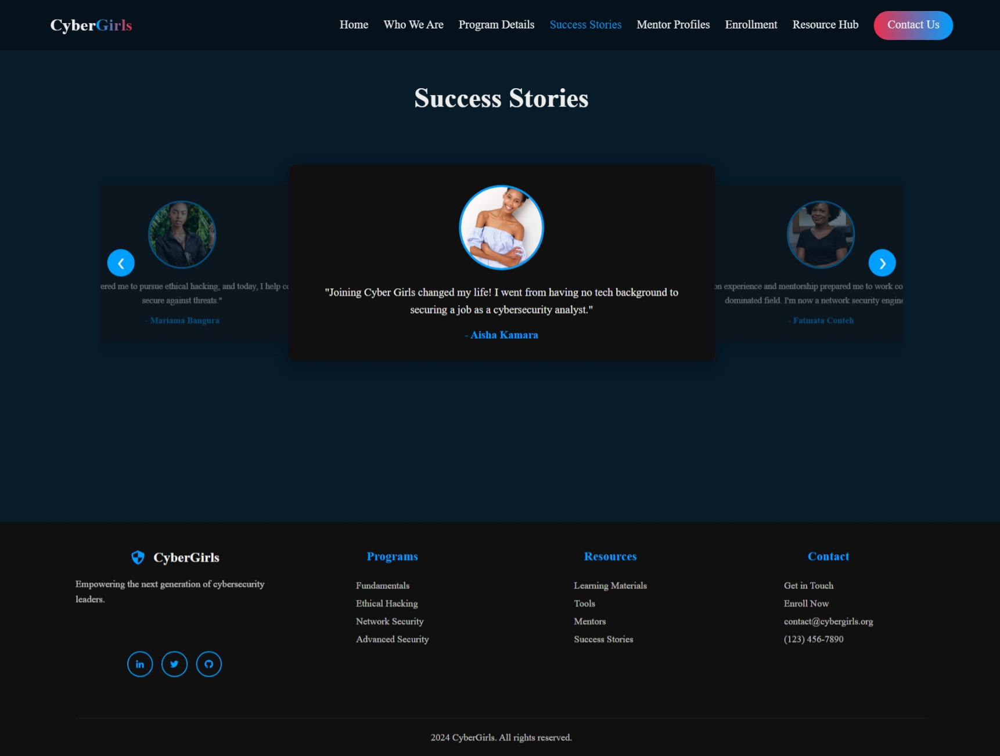 CyberGirls
Home Who We Are Program Details Success Stories Mentor Profiles Enrollment Resource Hub Contact Us
Success Stories
ered me to pursue ethical hacking, and today, I help
secure against threats."
- Mariama Bangura
"Joining Cyber Girls changed my life! I went from having no tech background to
securing a job as a cybersecurity analyst."
- Aisha Kamara
on experience and mentorship prepared me to work
dominated field. I'm now a network security
- Fatmata Conteh
CyberGirls
Empowering the next generation of cybersecurity
leaders.
Programs
Fundamentals
Ethical Hacking
Network Security
Advanced Security
Resources
Learning Materials
Tools
Mentors
Success Stories
Contact
Get in Touch
Enroll Now
contact@cybergirls.org
(123) 456-7890
2024 CyberGirls. All rights reserved.